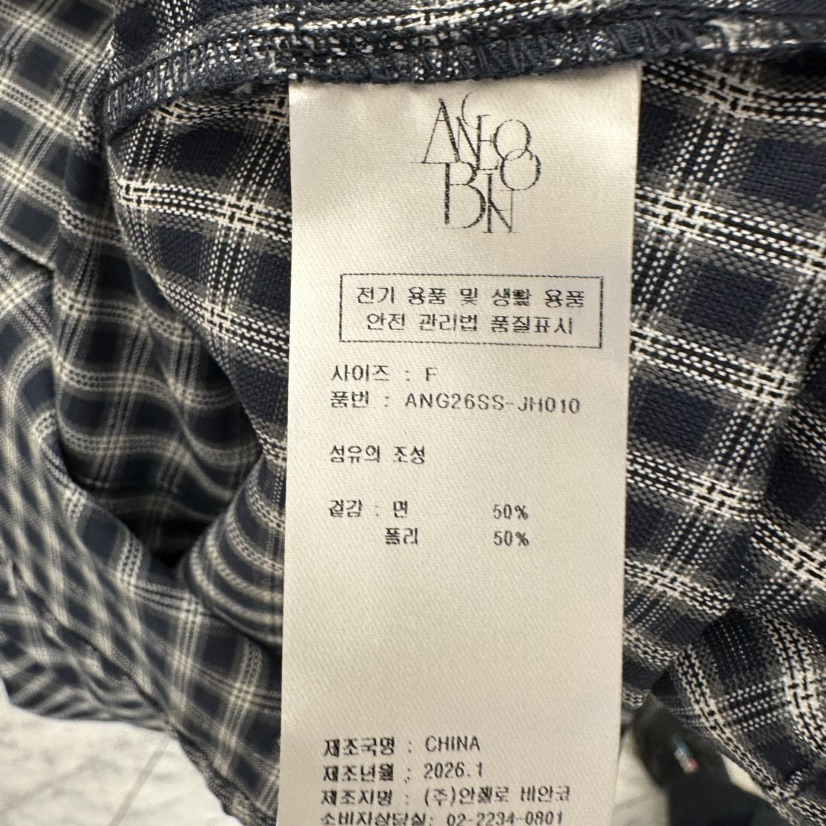 ANGELO
BIAN
전기 용품 및 생활 용품
안전 관리법 품질표시
사이즈 : F
품번 : ANG26SS-JH010
섬유의 조성
겉감 : 면 50%
폴리 50%
제조국명 : CHINA
제조년월 : 2026.1
제조자명 : (주)안젤로 비안코
소비자상담실: 02-2234-0801